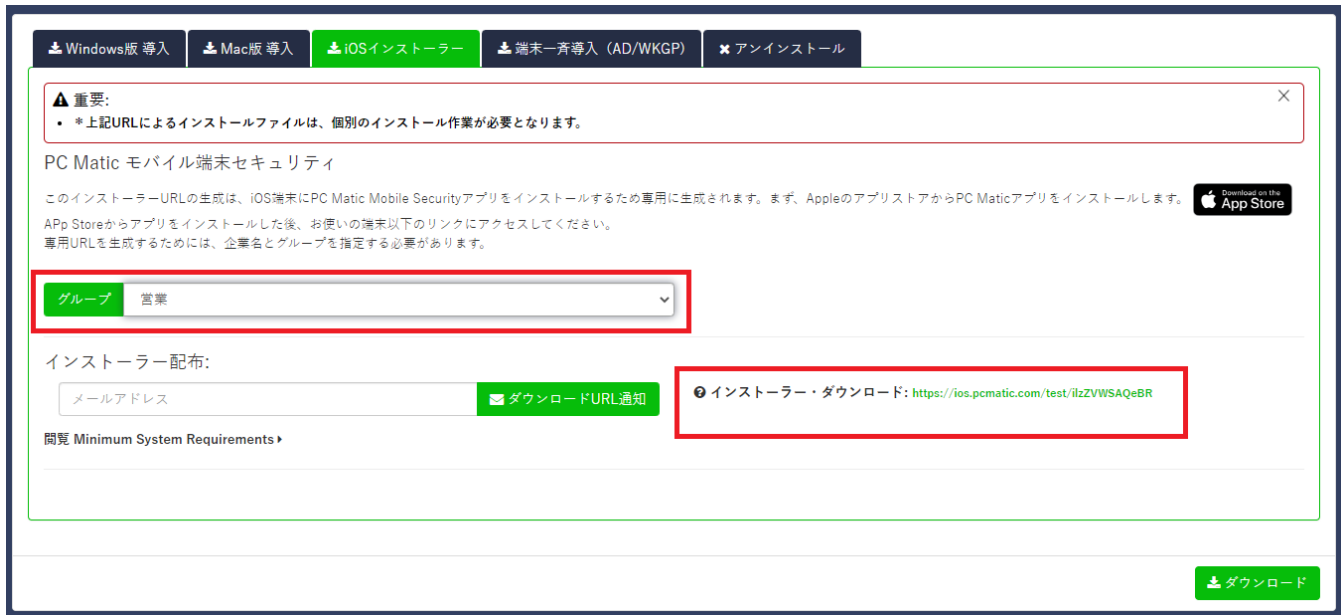 Windows版 導入
Mac版 導入
iOSインストーラー
端末一斉導入（AD/WKGP）
アンインストール
重要:
• ＊上記URLによるインストールファイルは、個別のインストール作業が必要となります。
PC Matic モバイル端末セキュリティ
このインストーラーURLの生成は、iOS端末にPC Matic Mobile Securityアプリをインストールするため専用に生成されます。まず、AppleのアプリストアからPC Maticアプリをインストールします。
Download on the
App Store
APp Storeからアプリをインストールした後、お使いの端末以下のリンクにアクセスしてください。
専用URLを生成するためには、企業名とグループを指定する必要があります。
グループ 営業
インストーラー配布:
メールアドレス ダウンロードURL通知
インストーラー・ダウンロード: https://ios.pcmatic.com/test/ilzZVWSAQeBR
閲覧 Minimum System Requirements
ダウンロード